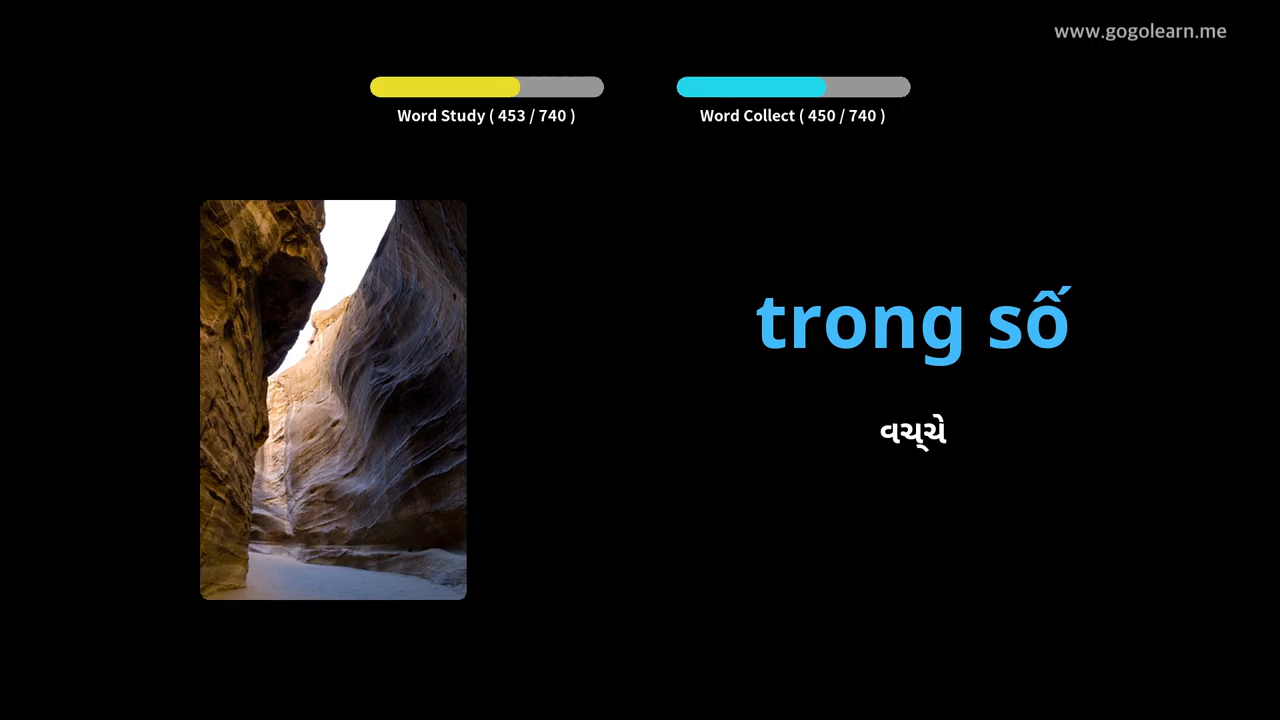 www.gogolearn.me
Word Study ( 453 / 740 )
Word Collect ( 450 / 740 )
trong số
વચ્ચે